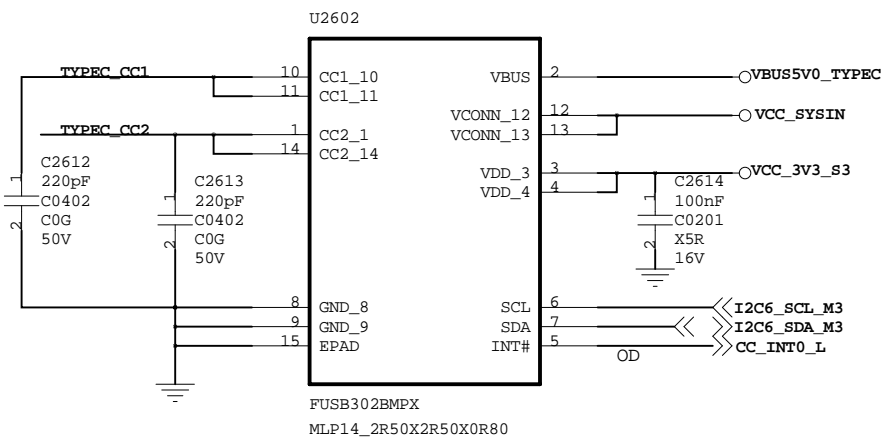 U2602
TYPEC_CC1 10 CC1_10 VBUS 2 VBUS5V0_TYPEC
11 CC1_11
VCONN_12 12 VCC_SYSIN
TYPEC_CC2 1 CC2_1 VCONN_13 13
14 CC2_14
VDD_3 3 VCC_3V3_S3
VDD_4 4
1 C2612
220pF
C0402
2 C0G
50V
1 C2613
220pF
C0402
2 C0G
50V
1 C2614
100nF
C0201
2 X5R
16V
8 GND_8 SCL 6 I2C6_SCL_M3
9 GND_9 SDA 7 I2C6_SDA_M3
15 EPAD INT# 5 OD CC_INT0_L
FUSB302BMPX
MLP14_2R50X2R50X0R80